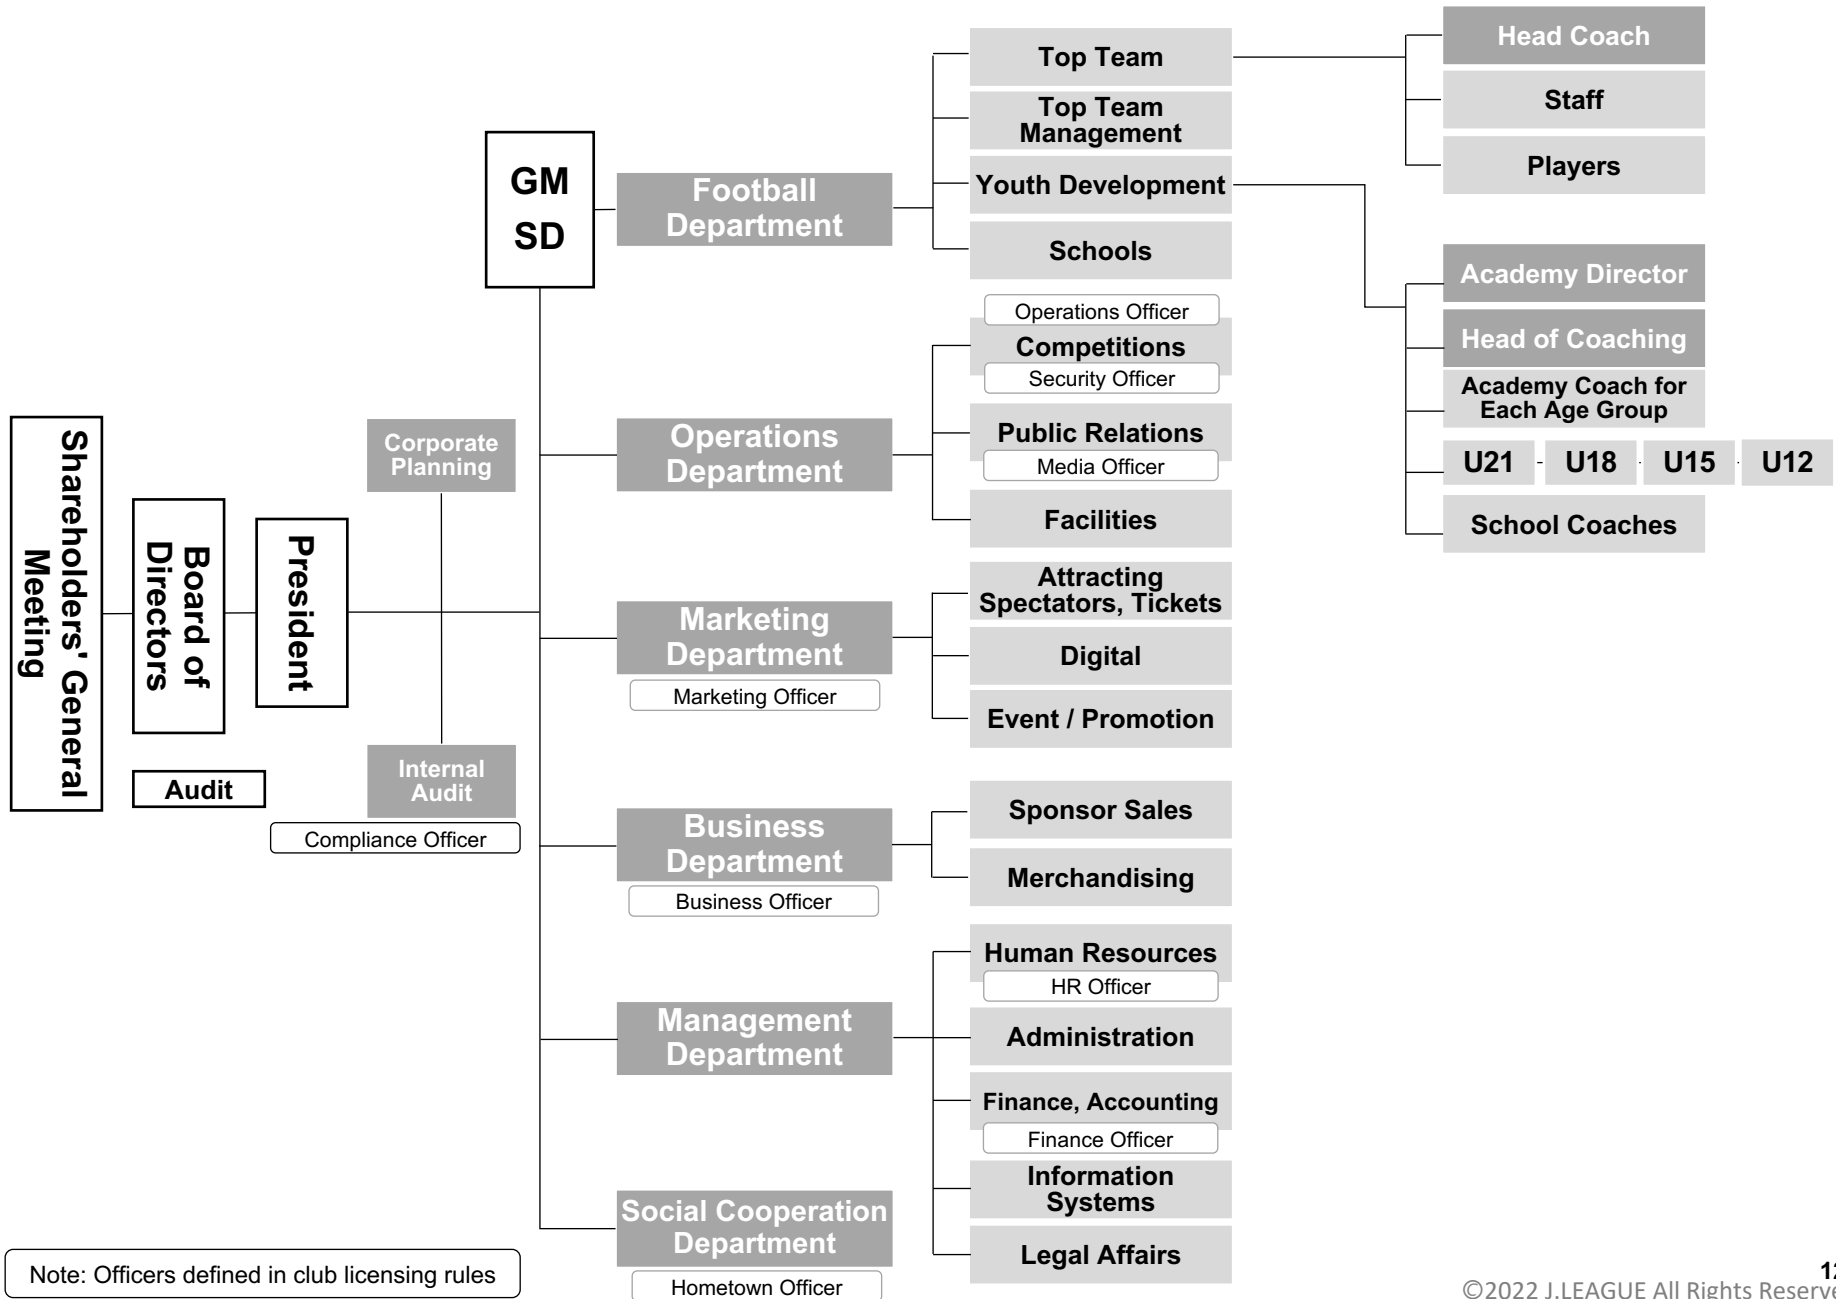 Shareholders' General
Meeting
Board of
Directors
Audit
President
Corporate
Planning
Internal
Audit
Compliance Officer
GM
SD
Football
Department
Top Team
Top Team
Management
Youth Development
Schools
Head Coach
Staff
Players
Academy Director
Head of Coaching
Academy Coach for
Each Age Group
U21 - U18 · U15 · U12
School Coaches
Operations
Department
Operations Officer
Competitions
Security Officer
Public Relations
Media Officer
Facilities
Marketing
Department
Marketing Officer
Attracting
Spectators, Tickets
Digital
Event / Promotion
Business
Department
Business Officer
Sponsor Sales
Merchandising
Management
Department
Human Resources
HR Officer
Administration
Finance, Accounting
Finance Officer
Information
Systems
Legal Affairs
Social Cooperation
Department
Hometown Officer
Note: Officers defined in club licensing rules
©2022 J.LEAGUE All Rights